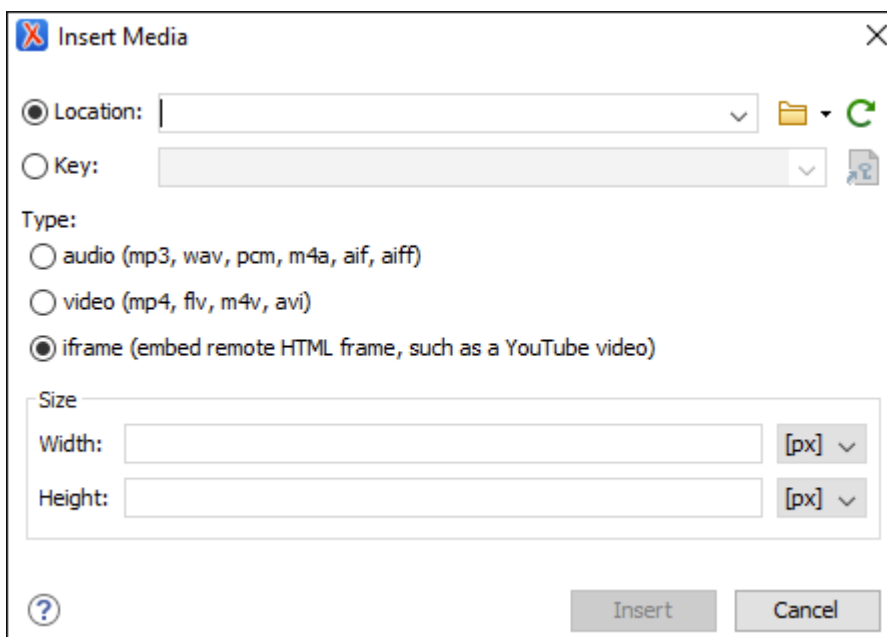 Insert Media
Location:
Key:
Type:
audio (mp3, wav, pcm, m4a, aif, aiff)
video (mp4, flv, m4v, avi)
iframe (embed remote HTML frame, such as a YouTube video)
Size
Width: [px]
Height: [px]
? Insert Cancel